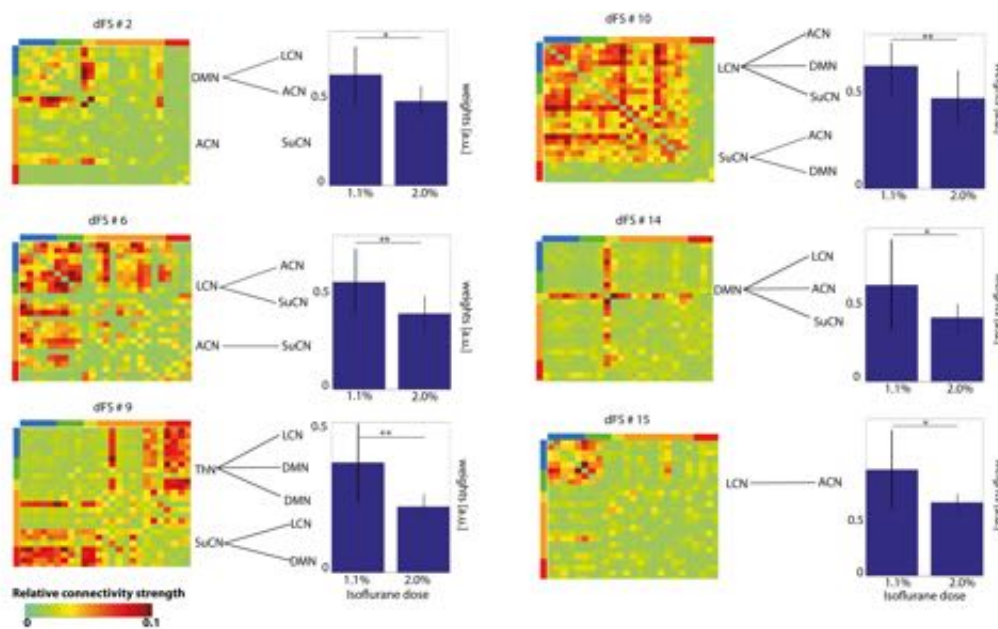 dFS # 2
DMN
LCN
ACN
ACN
SuCN
*
0.5
0
1.1%
2.0%
weights [a.u.]
dFS # 6
LCN
ACN
SuCN
ACN
SuCN
**
0.5
0
1.1%
2.0%
weights [a.u.]
dFS # 9
ThN
LCN
DMN
DMN
SuCN
LCN
DMN
**
0.5
0
1.1%
2.0%
Isoflurane dose
weights [a.u.]
Relative connectivity strength
0
0.1
dFS # 10
LCN
ACN
DMN
SuCN
SuCN
ACN
DMN
**
0.5
0
1.1%
2.0%
dFS # 14
DMN
LCN
ACN
SuCN
*
0.5
0
1.1%
2.0%
dFS # 15
LCN
ACN
*
0.5
0
1.1%
2.0%
Isoflurane dose